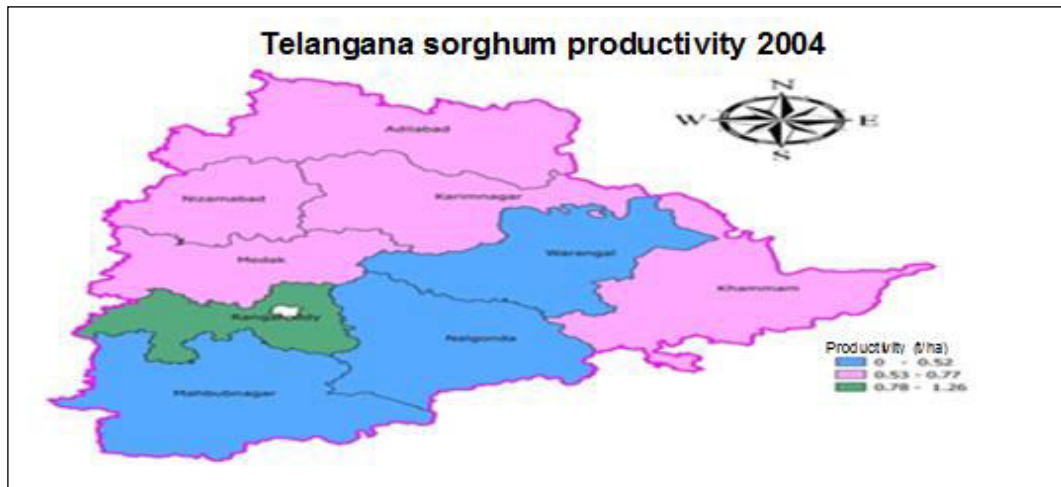 Telangana sorghum productivity 2004
N
W E
S
Adilabad
Nizamabad
Karimnagar
Medak
Warangal
Khammam
Rangareddy
Nalgonda
Mahbubnagar
Productivity (t/ha)
0 - 0.52
0.53 - 0.77
0.78 - 1.26